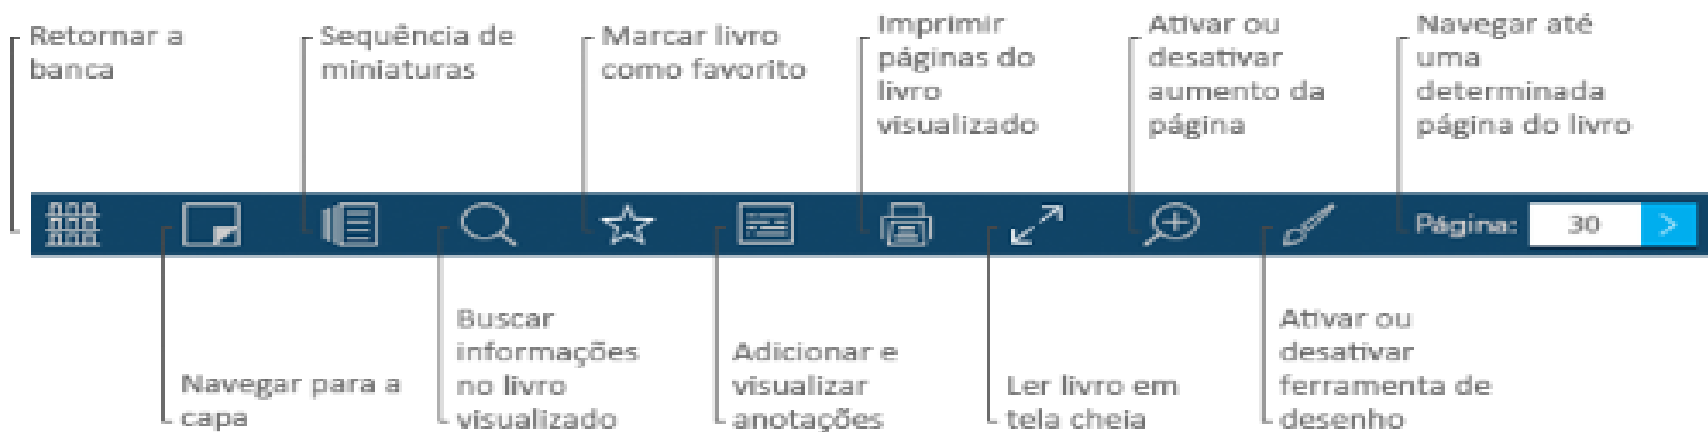 Retornar a
banca
Sequência de
miniaturas
Marcar livro
como favorito
Imprimir
páginas do
livro
visualizado
Ativar ou
desativar
aumento da
página
Navegar até
uma
determinada
página do livro
Página: 30 >
Navegar para a
capa
Buscar
informações
no livro
visualizado
Adicionar e
visualizar
anotações
Ler livro em
tela cheia
Ativar ou
desativar
ferramenta de
desenho